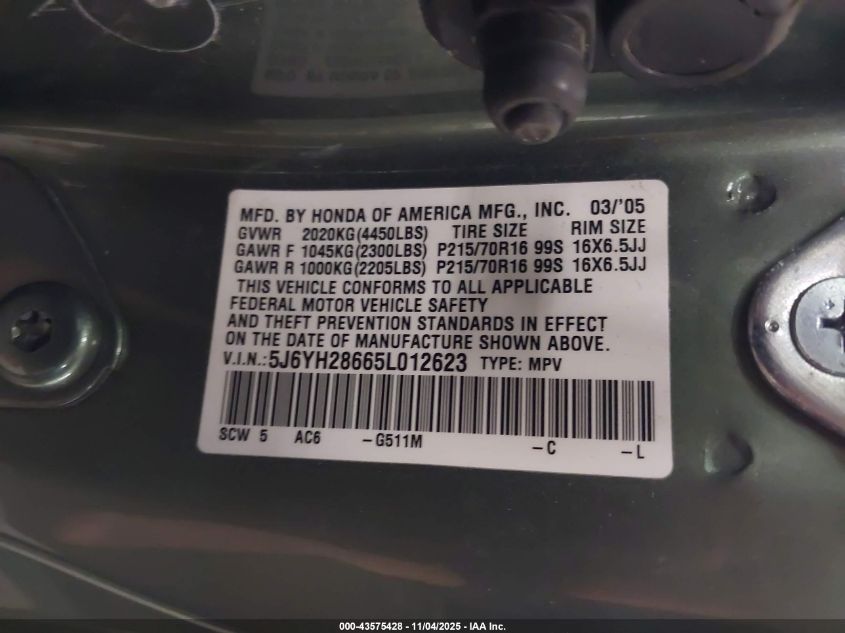 MFD. BY HONDA OF AMERICA MFG., INC. 03/'05
GVWR 2020KG(4450LBS) TIRE SIZE RIM SIZE
GAWR F 1045KG(2300LBS) P215/70R16 99S 16X6.5JJ
GAWR R 1000KG(2205LBS) P215/70R16 99S 16X6.5JJ
THIS VEHICLE CONFORMS TO ALL APPLICABLE
FEDERAL MOTOR VEHICLE SAFETY
AND THEFT PREVENTION STANDARDS IN EFFECT
ON THE DATE OF MANUFACTURE SHOWN ABOVE.
V.I.N.:5J6YH28665L012623 TYPE: MPV
SCW 5 AC6 -G511M -C -L
000-43575428 - 11/04/2025 - IAA Inc.